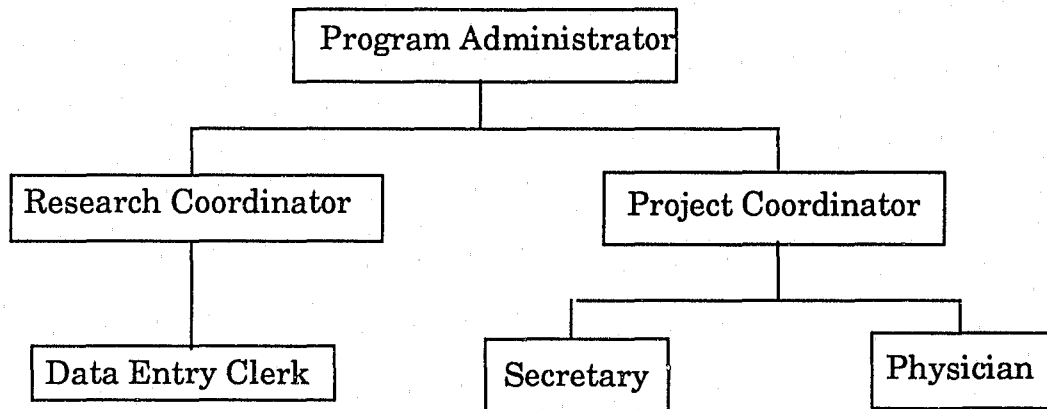 Program Administrator
Research Coordinator
Project Coordinator
Data Entry Clerk
Secretary
Physician